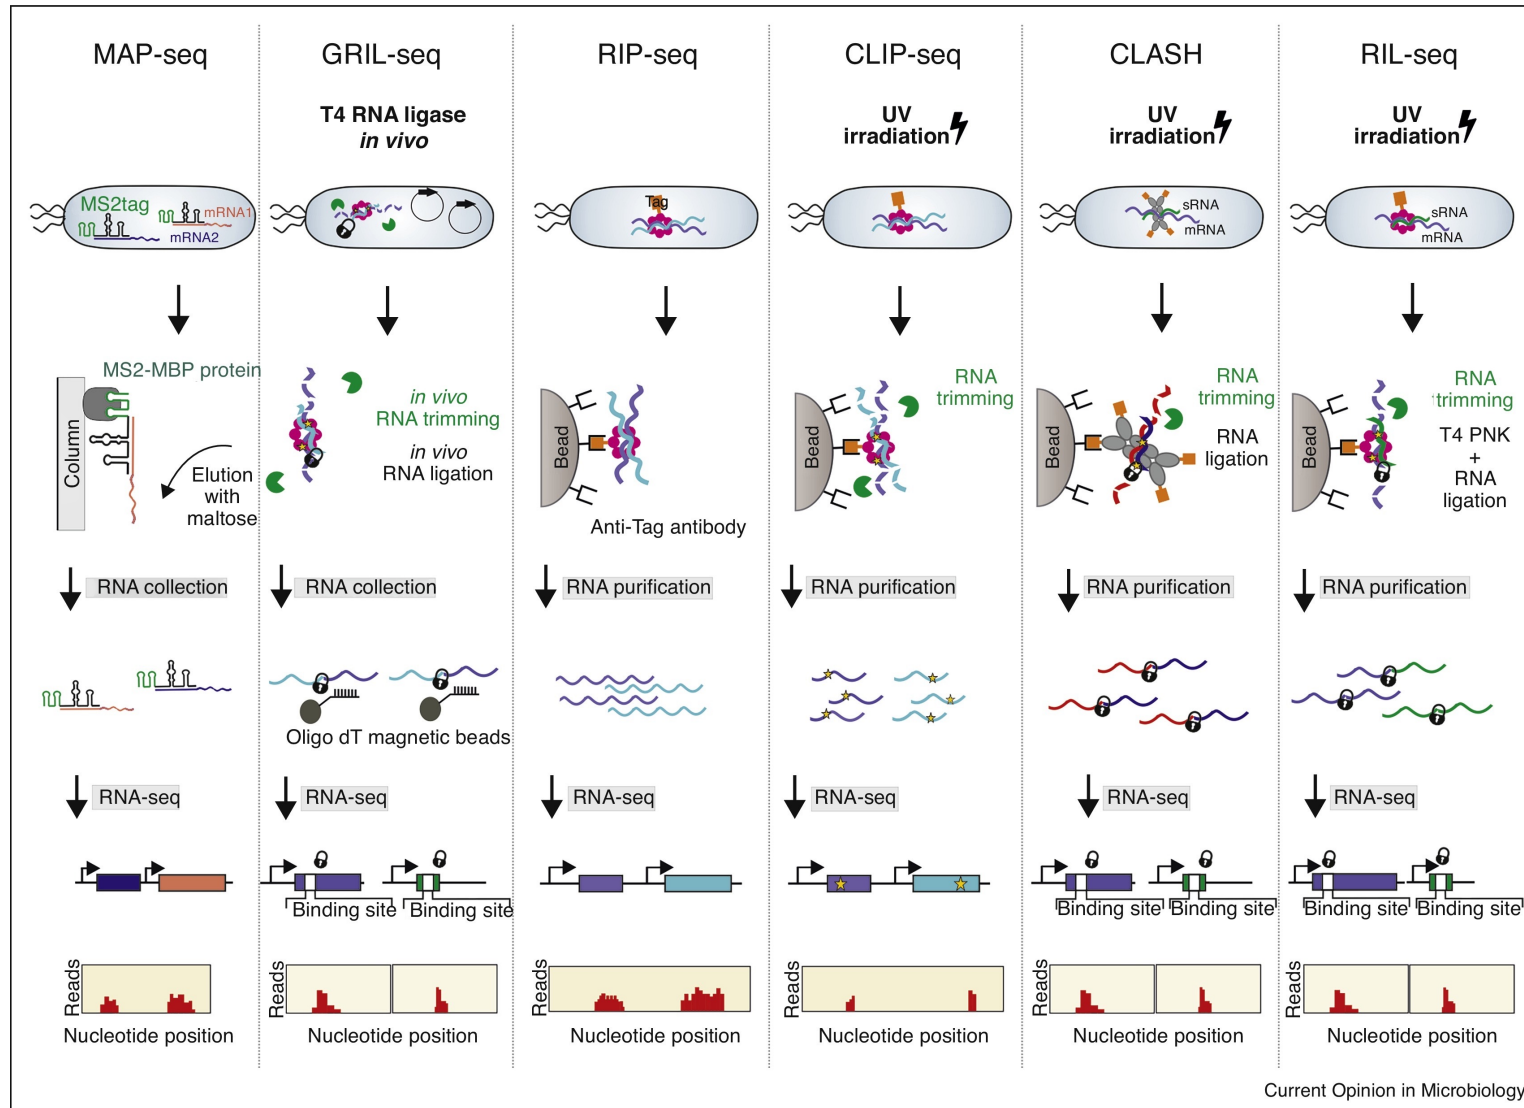 MAP-seq
GRIL-seq
RIP-seq
CLIP-seq
CLASH
RIL-seq
T4 RNA ligase
in vivo
UV
irradiation
UV
irradiation
UV
irradiation
MS2tag
mRNA1
mRNA2
Tag
sRNA
mRNA
sRNA
mRNA
MS2-MBP protein
Column
Elution
with
maltose
in vivo
RNA trimming
in vivo
RNA ligation
Bead
Anti-Tag antibody
Bead
RNA
trimming
Bead
RNA
trimming
RNA
ligation
Bead
RNA
trimming
T4 PNK
+
RNA
ligation
RNA collection
RNA collection
RNA purification
RNA purification
RNA purification
RNA purification
Oligo dT magnetic beads
RNA-seq
RNA-seq
RNA-seq
RNA-seq
RNA-seq
RNA-seq
Binding site
Binding site
Binding site
Binding site
Binding site
Binding site
Reads
Nucleotide position
Reads
Nucleotide position
Reads
Nucleotide position
Reads
Nucleotide position
Reads
Nucleotide position
Reads
Nucleotide position
Current Opinion in Microbiology